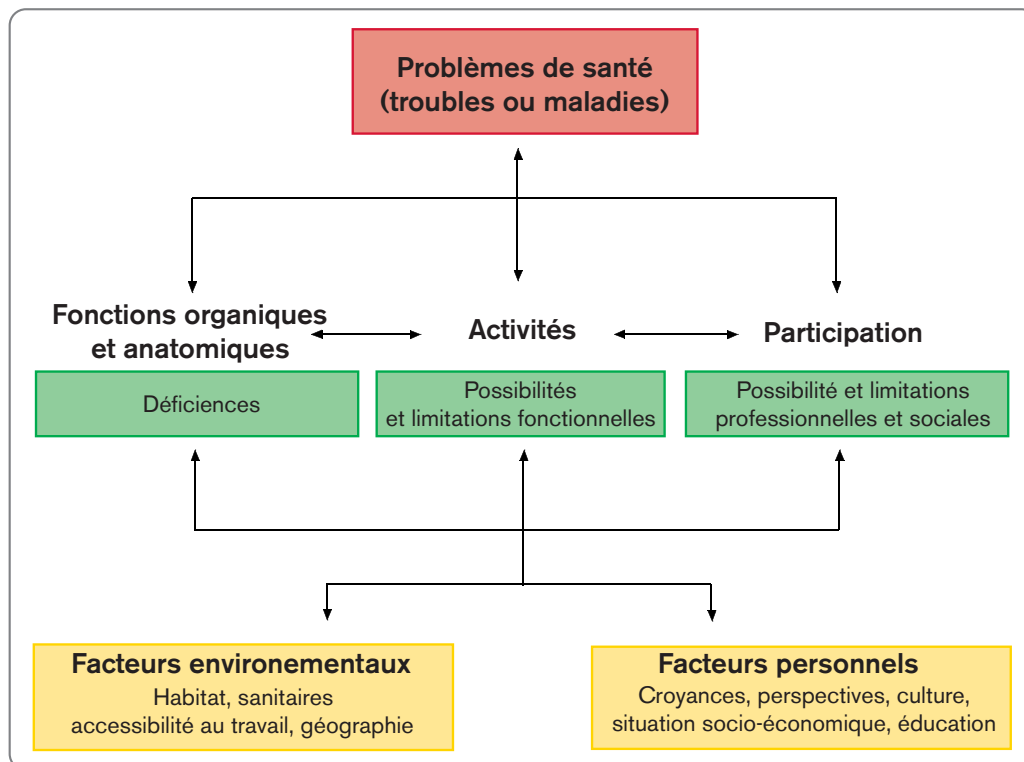 Problèmes de santé
(troubles ou maladies)
Fonctions organiques
et anatomiques
Activités
Participation
Déficiences
Possibilités
et limitations fonctionnelles
Possibilité et limitations
professionnelles et sociales
Facteurs environementaux
Habitat, sanitaires
accessibilité au travail, géographie
Facteurs personnels
Croyances, perspectives, culture,
situation socio-économique, éducation